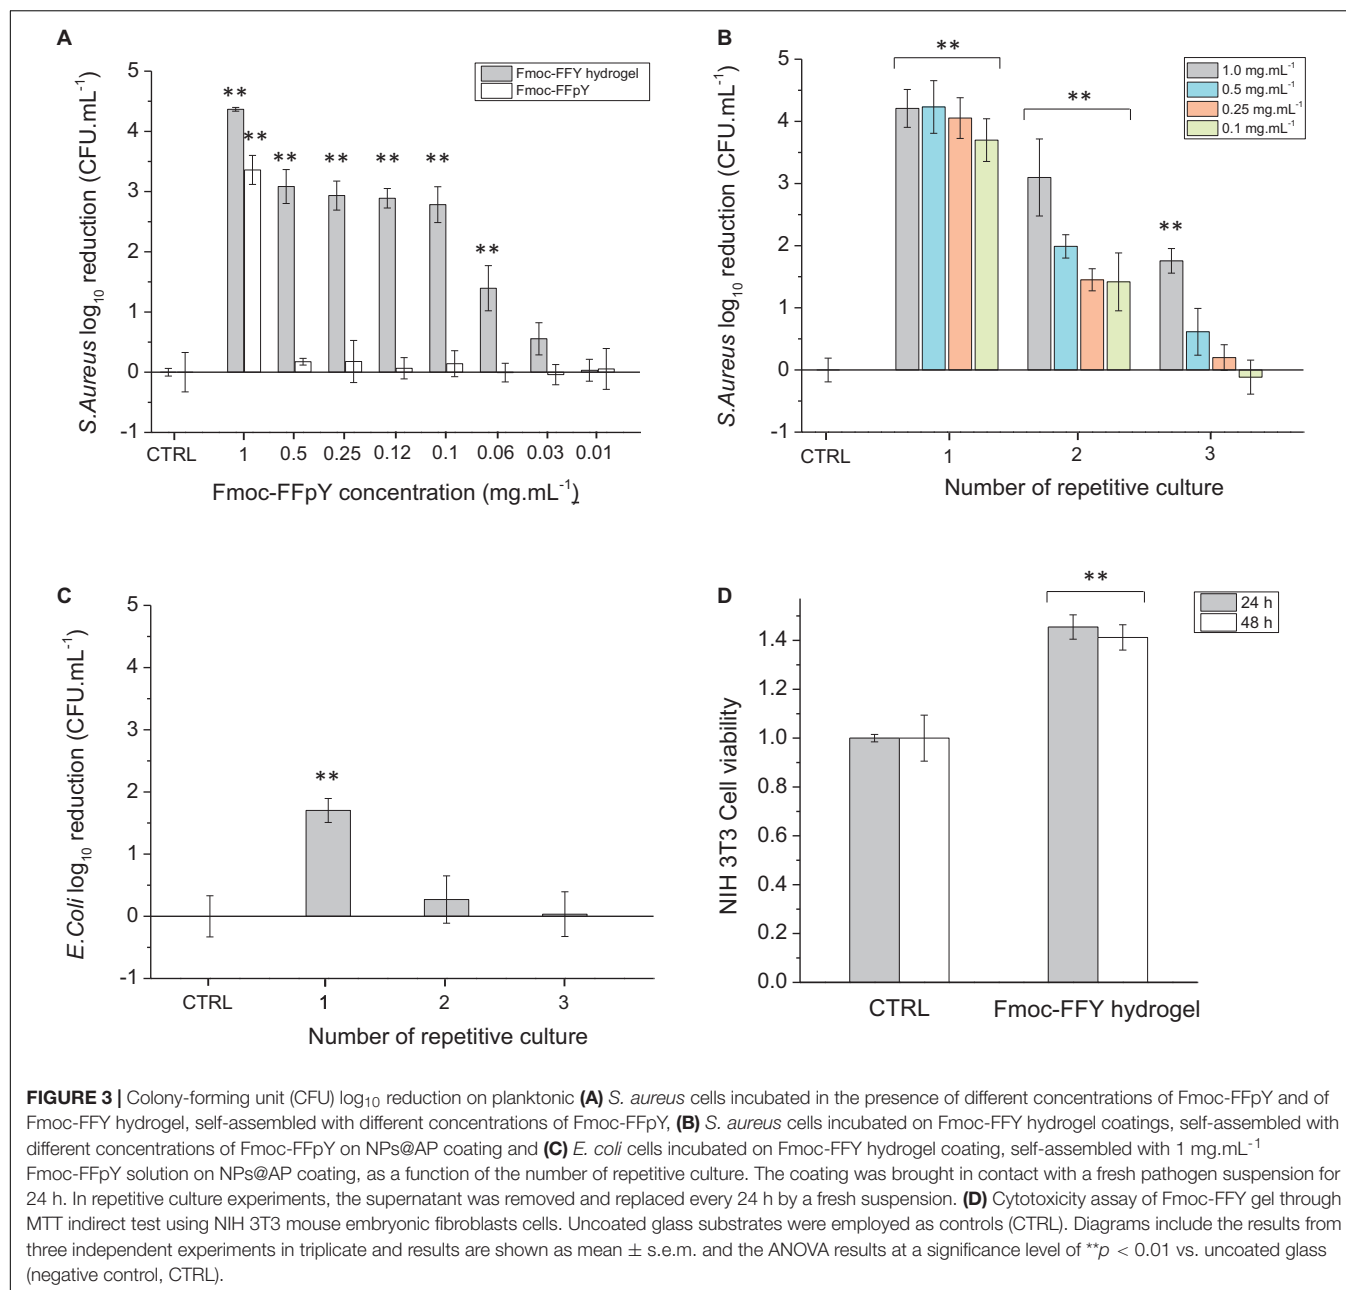 A
S.Aureus log10 reduction (CFU.mL-1)
5
4
3
2
1
0
-1
**
**
**
**
**
**
**
Fmoc-FFY hydrogel
Fmoc-FFpY
CTRL 1 0.5 0.25 0.12 0.1 0.06 0.03 0.01
Fmoc-FFpY concentration (mg.mL-1)
B
S.Aureus log10 reduction (CFU.mL-1)
5
4
3
2
1
0
-1
**
**
**
1.0 mg.mL-1
0.5 mg.mL-1
0.25 mg.mL-1
0.1 mg.mL-1
CTRL 1 2 3
Number of repetitive culture
C
E.Coli log10 reduction (CFU.mL-1)
5
4
3
2
1
0
-1
**
CTRL 1 2 3
Number of repetitive culture
D
NIH 3T3 Cell viability
1.4
1.2
1.0
0.8
0.6
0.4
0.2
0.0
**
24 h
48 h
CTRL Fmoc-FFY hydrogel
FIGURE 3 | Colony-forming unit (CFU) log10 reduction on planktonic (A) S. aureus cells incubated in the presence of different concentrations of Fmoc-FFpY and of
Fmoc-FFY hydrogel, self-assembled with different concentrations of Fmoc-FFpY, (B) S. aureus cells incubated on Fmoc-FFY hydrogel coatings, self-assembled with
different concentrations of Fmoc-FFpY on NPs@AP coating and (C) E. coli cells incubated on Fmoc-FFY hydrogel coating, self-assembled with 1 mg.mL-1
Fmoc-FFpY solution on NPs@AP coating, as a function of the number of repetitive culture. The coating was brought in contact with a fresh pathogen suspension for
24 h. In repetitive culture experiments, the supernatant was removed and replaced every 24 h by a fresh suspension. (D) Cytotoxicity assay of Fmoc-FFY gel through
MTT indirect test using NIH 3T3 mouse embryonic fibroblasts cells. Uncoated glass substrates were employed as controls (CTRL). Diagrams include the results from
three independent experiments in triplicate and results are shown as mean ± s.e.m. and the ANOVA results at a significance level of **p < 0.01 vs. uncoated glass
(negative control, CTRL).